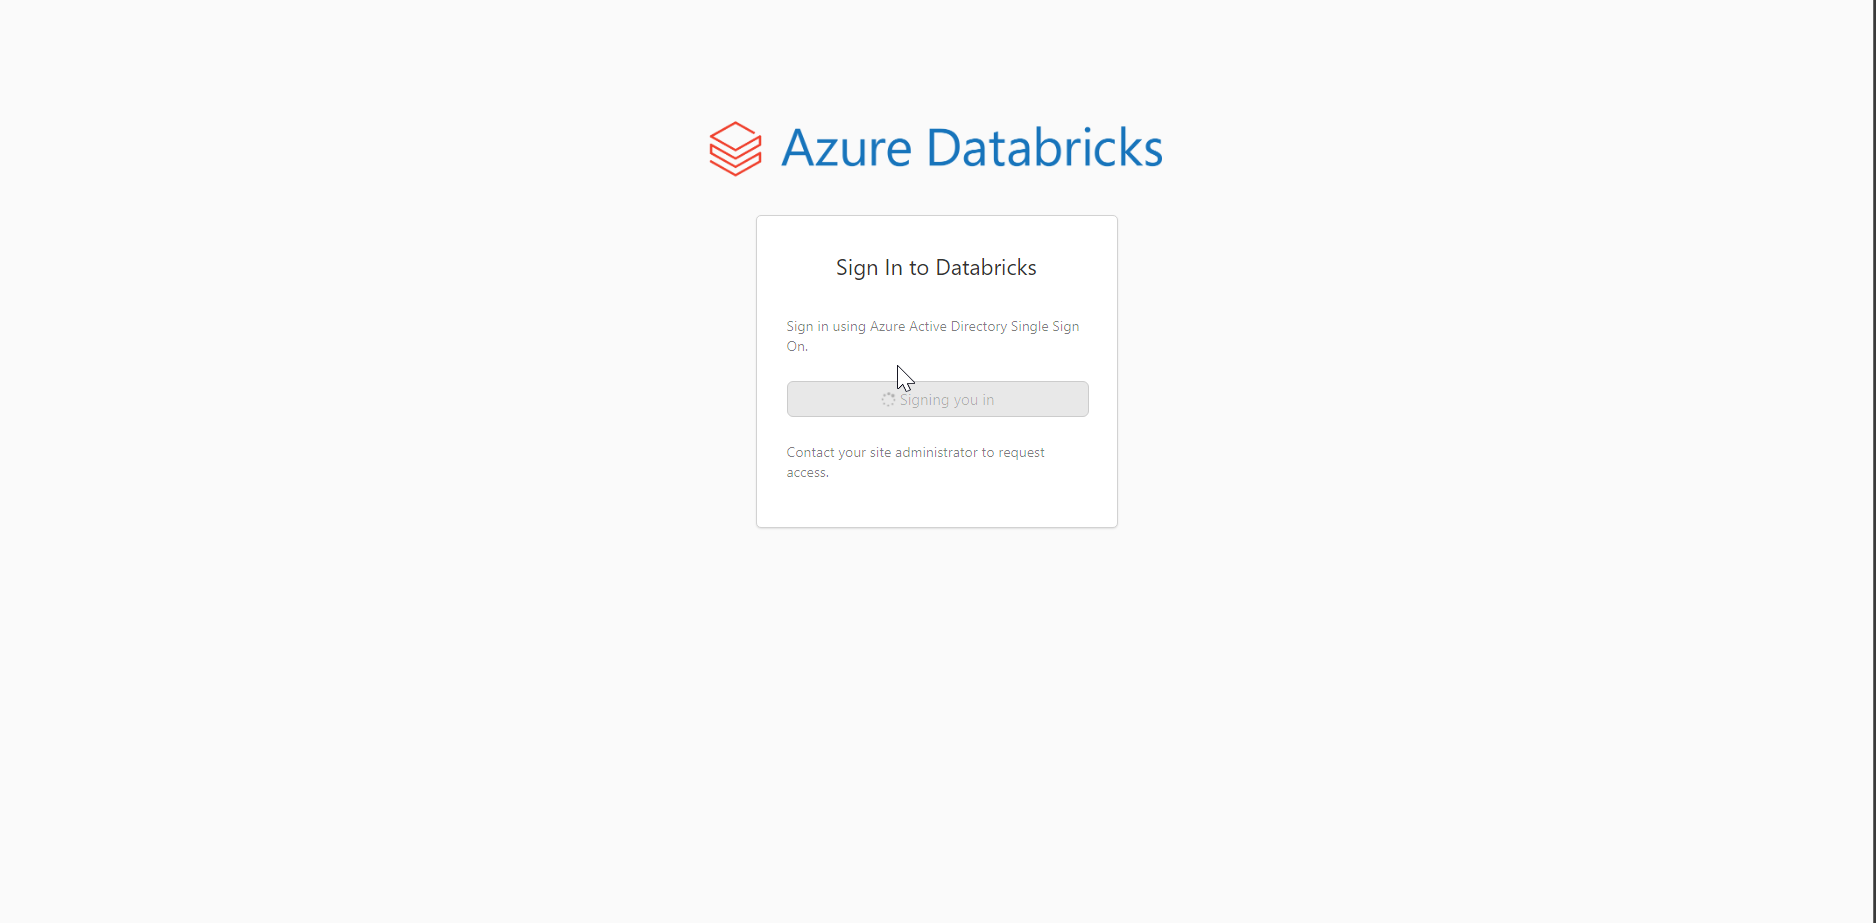 Azure Databricks
Sign In to Databricks
Sign in using Azure Active Directory Single Sign
On.
Signing you in
Contact your site administrator to request
access.